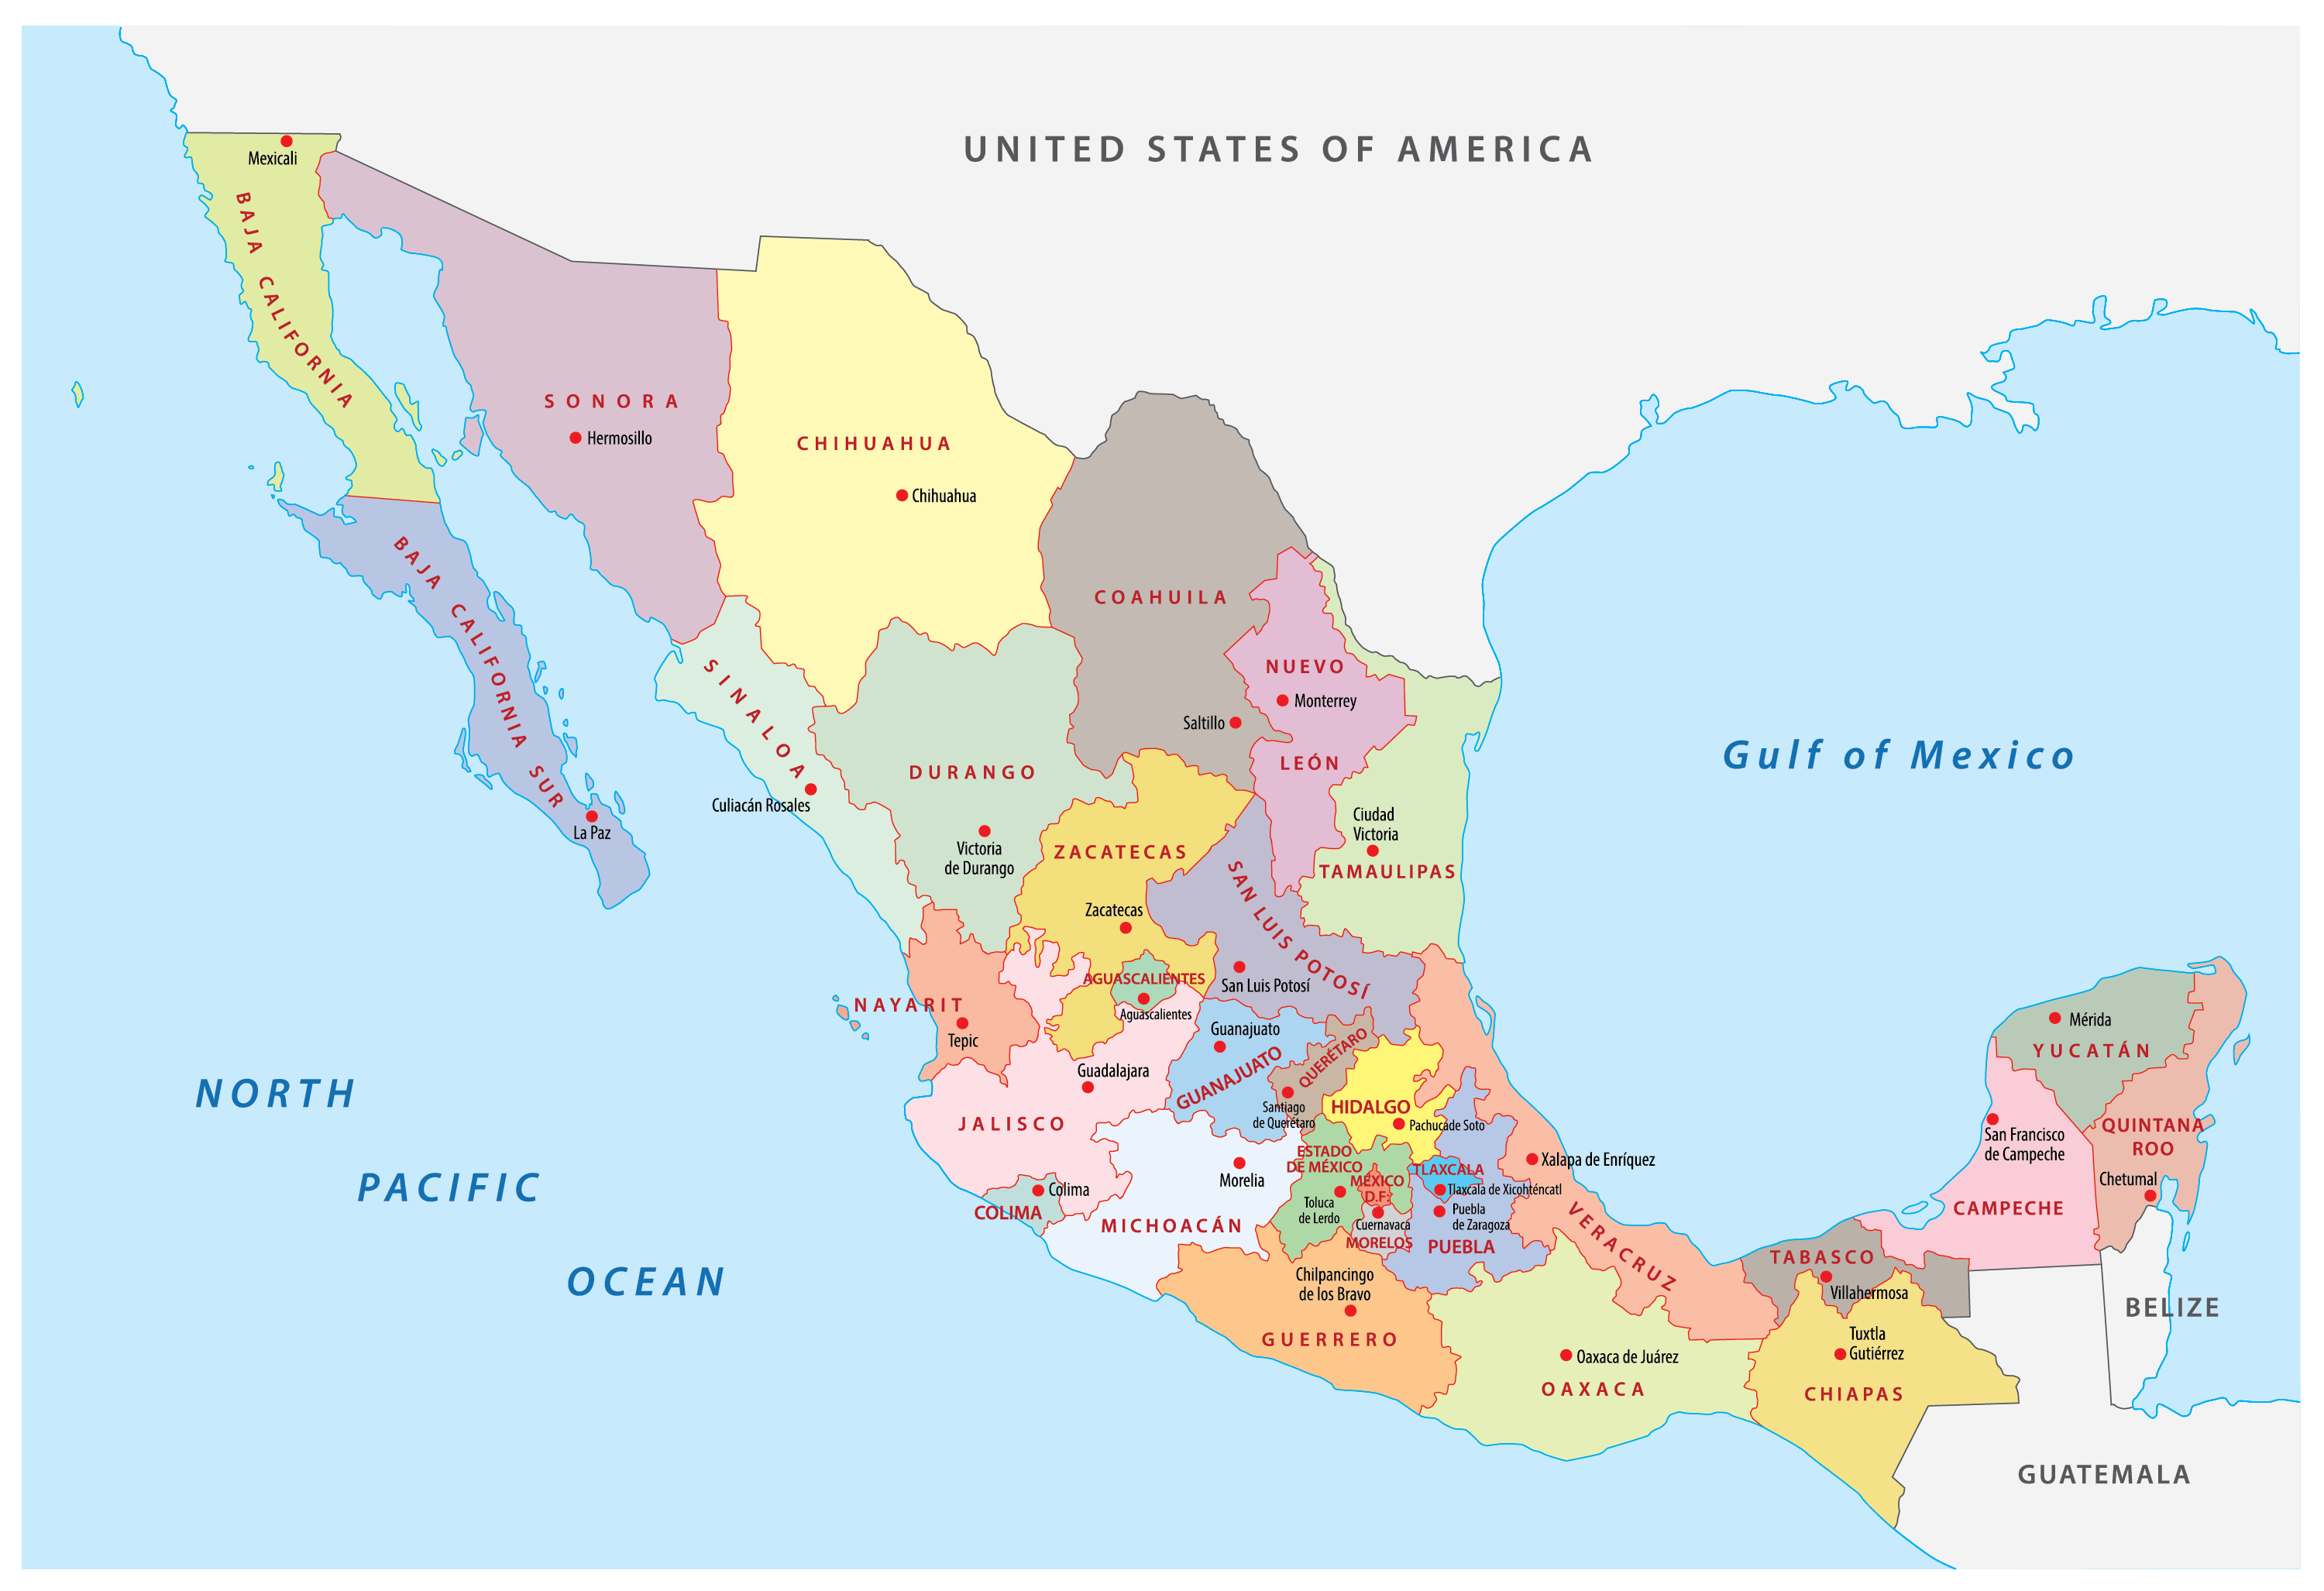 UNITED STATES OF AMERICA
Mexicali
BAJA CALIFORNIA
SONORA
Hermosillo
CHIHUAHUA
Chihuahua
BAJA CALIFORNIA SUR
La Paz
COAHUILA
Saltillo
NUEVO
LEÓN
Monterrey
SINALOA
Culiacán Rosales
DURANGO
Victoria
de Durango
Gulf of Mexico
Ciudad
Victoria
TAMAULIPAS
ZACATECAS
Zacatecas
SAN LUIS POTOSÍ
San Luis Potosí
AGUASCALIENTES
Aguascalientes
NAYARIT
Tepic
Guanajuato
GUANAJUATO
QUERÉTARO
Santiago
de Querétaro
Guadalajara
JALISCO
HIDALGO
Pachuca de Soto
Colima
COLIMA
Morelia
MICHOACÁN
ESTADO
DE MÉXICO
Toluca
de Lerdo
MÉXICO
D.F.
TLAXCALA
Tlaxcala de Xicohténcatl
Cuernavaca
MORELOS
Puebla
de Zaragoza
PUEBLA
Xalapa de Enríquez
VERACRUZ
Chilpancingo
de los Bravo
GUERRERO
Oaxaca de Juárez
OAXACA
TABASCO
Villahermosa
Tuxtla
Gutiérrez
CHIAPAS
Mérida
YUCATÁN
San Francisco
de Campeche
CAMPECHE
QUINTANA
ROO
Chetumal
BELIZE
GUATEMALA
NORTH
PACIFIC
OCEAN